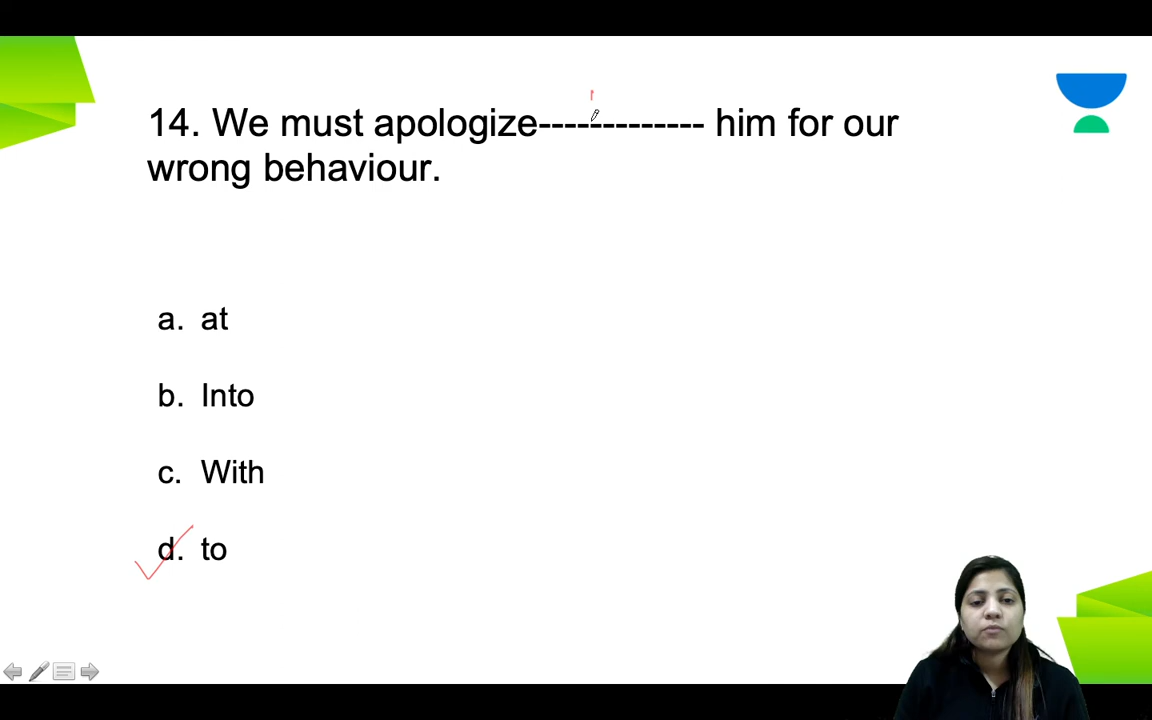 14. We must apologize------------- him for our
wrong behaviour.
a. at
b. Into
c. With
d. to